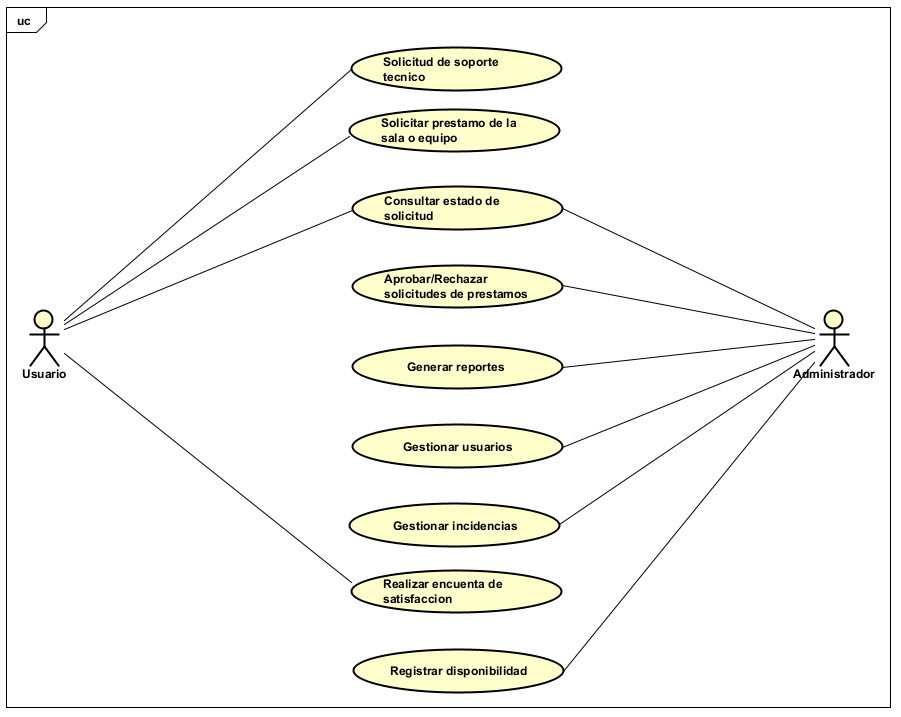 uc
Solicitud de soporte
tecnico
Solicitar prestamo de la
sala o equipo
Consultar estado de
solicitud
Aprobar/Rechazar
solicitudes de prestamos
Usuario
Generar reportes
Administrador
Gestionar usuarios
Gestionar incidencias
Realizar encuenta de
satisfaccion
Registrar disponibilidad